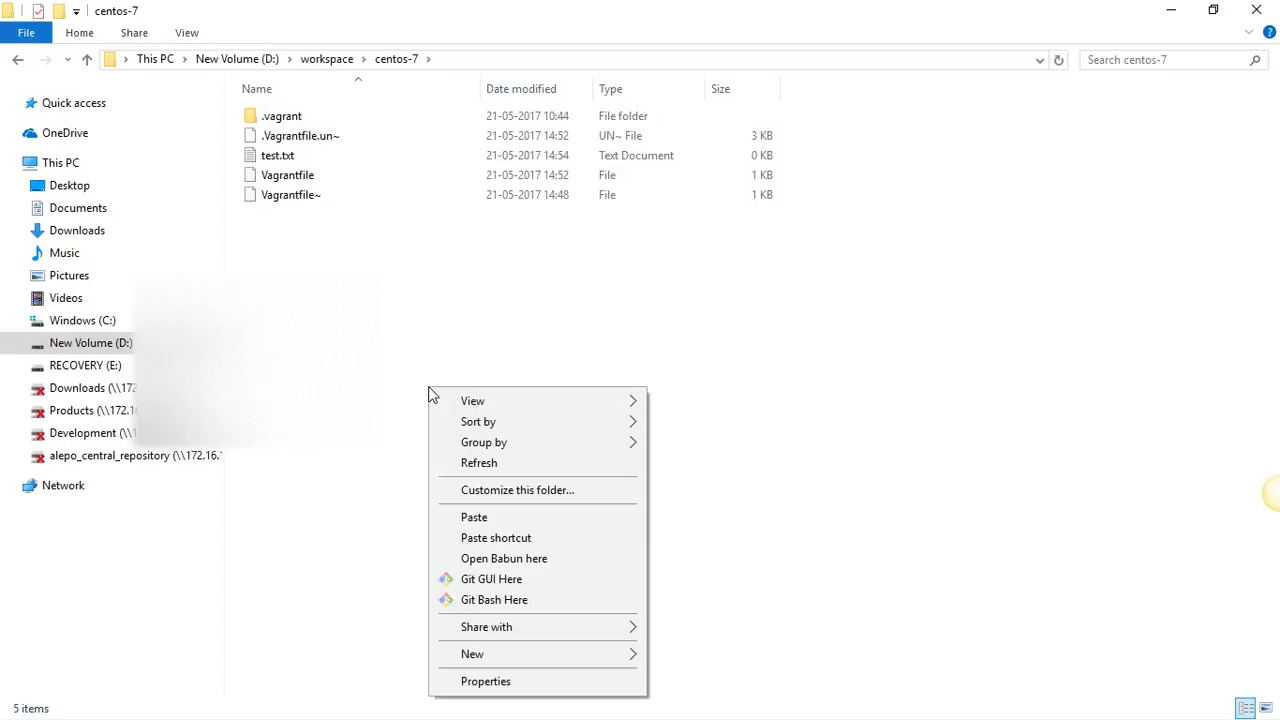 centos-7
File Home Share View
This PC New Volume (D:) workspace centos-7
Search centos-7
Name Date modified Type Size
.vagrant 21-05-2017 10:44 File folder
.Vagrantfile.un~ 21-05-2017 14:52 UN~ File 3 KB
test.txt 21-05-2017 14:54 Text Document 0 KB
Vagrantfile 21-05-2017 14:52 File 1 KB
Vagrantfile~ 21-05-2017 14:48 File 1 KB
Quick access
OneDrive
This PC
Desktop
Documents
Downloads
Music
Pictures
Videos
Windows (C:)
New Volume (D:)
RECOVERY (E:)
Downloads (\\172
Products (\\172.1
Development (\\1
alepo_central_repository (\\172.16.
Network
View
Sort by
Group by
Refresh
Customize this folder...
Paste
Paste shortcut
Open Babun here
Git GUI Here
Git Bash Here
Share with
New
Properties
5 items